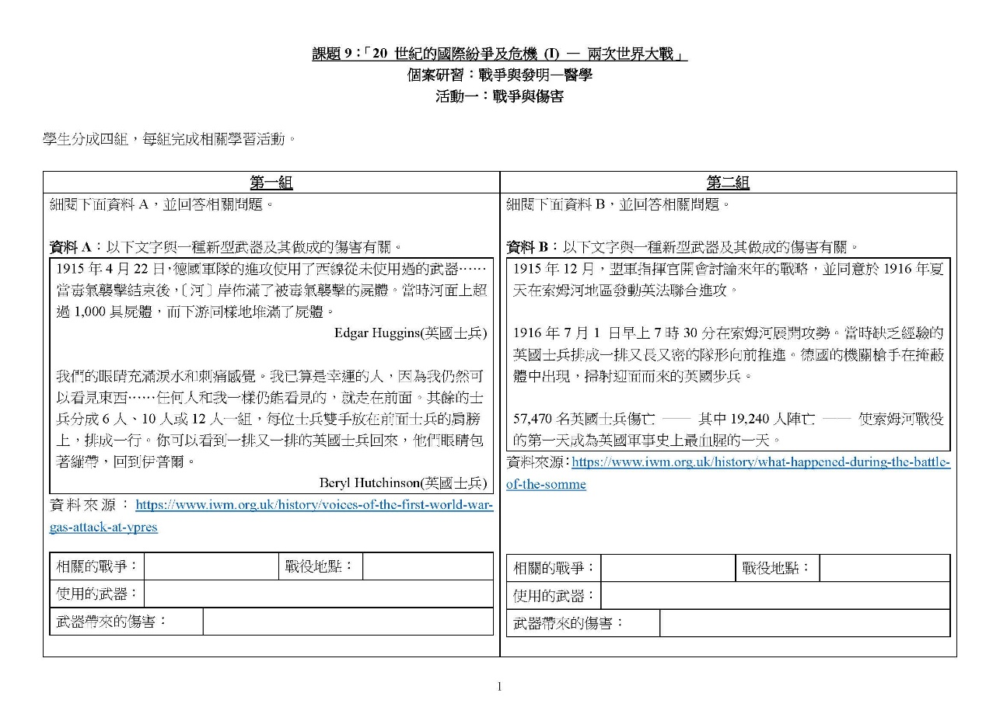 課題 9：「20 世紀的國際紛爭及危機 (I) — 兩次世界大戰」
個案研習：戰爭與發明—醫學
活動一：戰爭與傷害
學生分成四組，每組完成相關學習活動。
第一組
細閱下面資料 A，並回答相關問題。
資料 A：以下文字與一種新型武器及其做成的傷害有關。
1915 年 4 月 22 日，德國軍隊的進攻使用了西線從未使用過的武器……
當毒氣襲擊結束後，〔河〕岸佈滿了被毒氣襲擊的屍體。當時河面上超
過 1,000 具屍體，而下游同樣地堆滿了屍體。
Edgar Huggins(英國士兵)
我們的眼睛充滿淚水和刺痛感覺。我已算是幸運的人，因為我仍然可
以看見東西……任何人和我一樣仍能看見的，就走在前面。其餘的士
兵分成 6 人、10 人或 12 人一組，每位士兵雙手放在前面士兵的肩膀
上，排成一行。你可以看到一排又一排的英國士兵回來，他們眼睛包
著繃帶，回到伊普爾。
Beryl Hutchinson(英國士兵)
資料來源：https://www.iwm.org.uk/history/voices-of-the-first-world-war-
gas-attack-at-ypres
相關的戰爭： 戰役地點：
使用的武器：
武器帶來的傷害：
第二組
細閱下面資料 B，並回答相關問題。
資料 B：以下文字與一種新型武器及其做成的傷害有關。
1915 年 12 月，盟軍指揮官開會討論來年的戰略，並同意於 1916 年夏
天在索姆河地區發動英法聯合進攻。
1916 年 7 月 1 日早上 7 時 30 分在索姆河展開攻勢。當時缺乏經驗的
英國士兵排成一排又長又密的隊形向前推進。德國的機關槍手在掩蔽
體中出現，掃射迎面而來的英國步兵。
57,470 名英國士兵傷亡 —— 其中 19,240 人陣亡 —— 使索姆河戰役
的第一天成為英國軍事史上最血腥的一天。
資料來源：https://www.iwm.org.uk/history/what-happened-during-the-battle-
of-the-somme
相關的戰爭： 戰役地點：
使用的武器：
武器帶來的傷害：
1